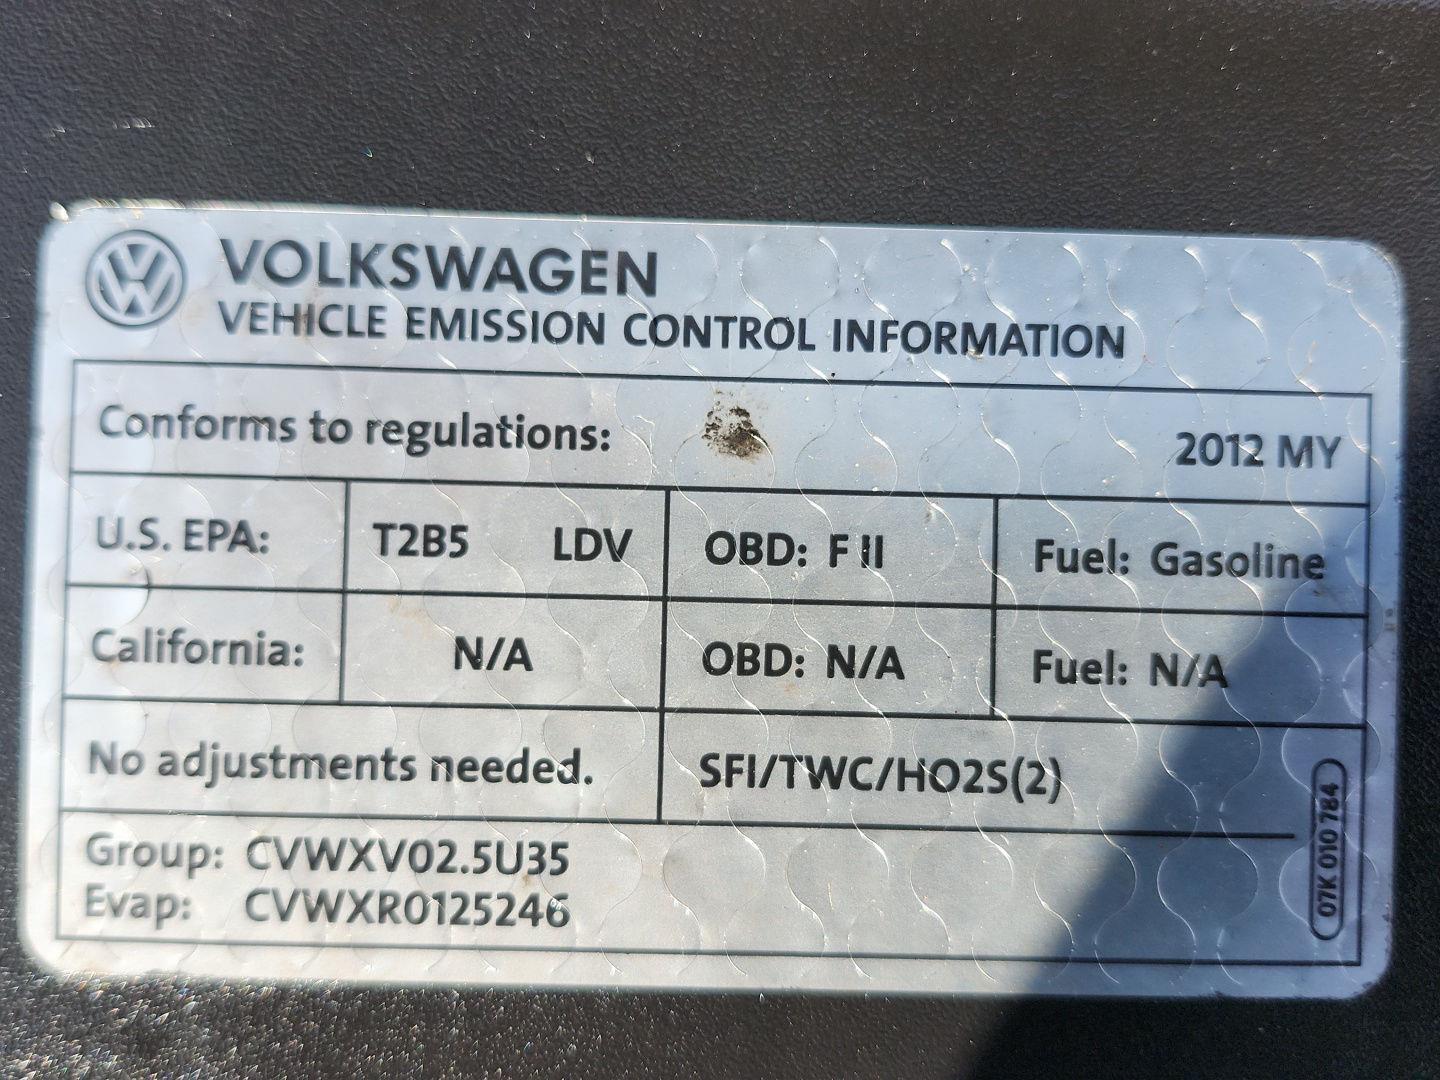 VOLKSWAGEN
VEHICLE EMISSION CONTROL INFORMATION
Conforms to regulations: 2012 MY
U.S. EPA: T2B5 LDV OBD: F II Fuel: Gasoline
California: N/A OBD: N/A Fuel: N/A
No adjustments needed. SFI/TWC/HO2S(2)
Group: CVWXV02.5U35
Evap: CVWXR0125246
07K 010 784